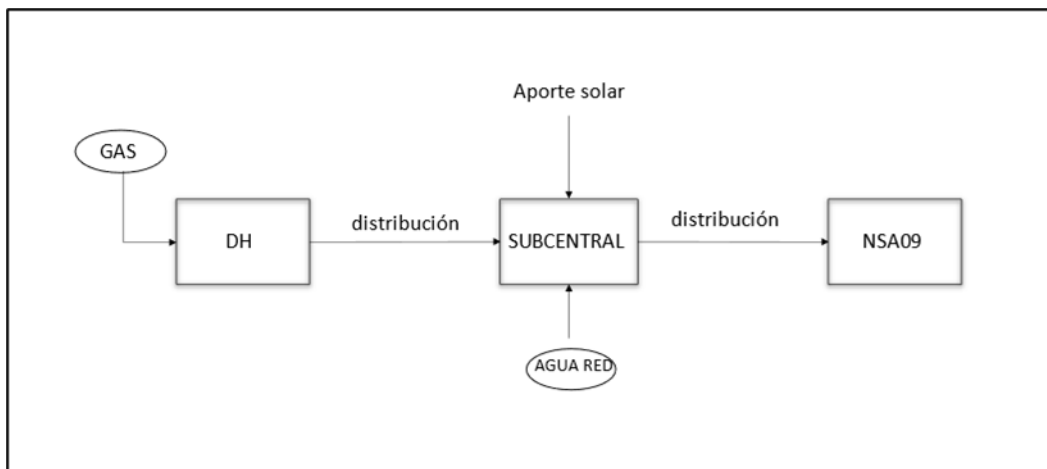 Aporte solar
GAS
distribución
distribución
DH
SUBCENTRAL
NSA09
AGUA RED